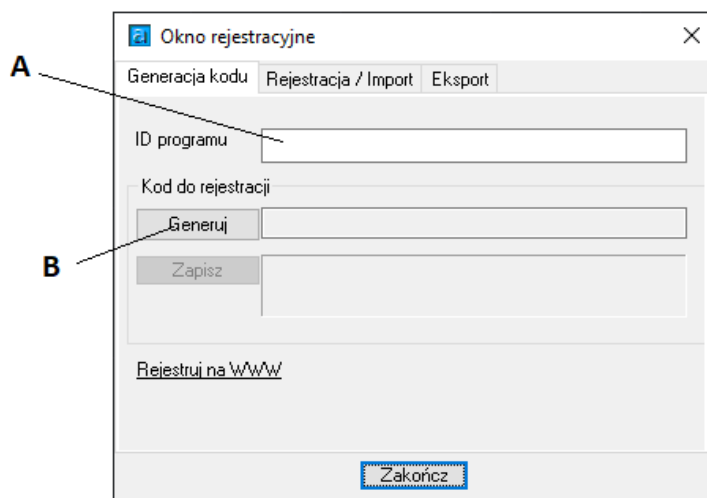 Okno rejestracyjne
A
Generacja kodu Rejestracja / Import Eksport
ID programu
Kod do rejestracji
Generuj
B
Zapisz
Rejestruj na WWW
Zakończ